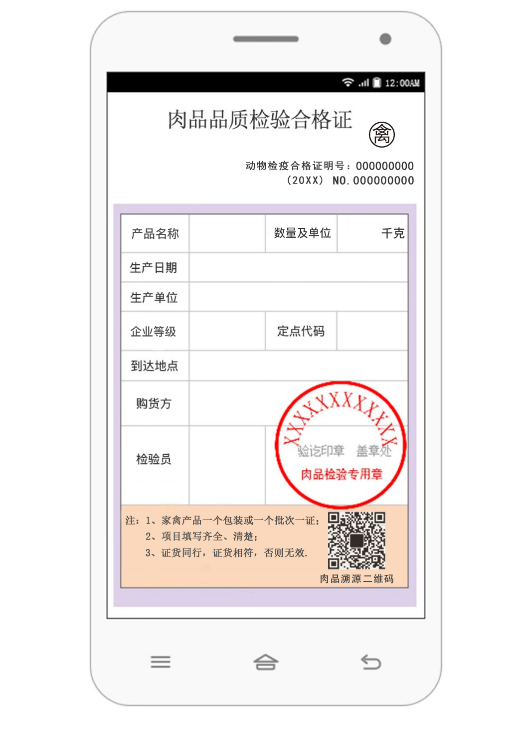 12:00AM
肉品品质检验合格证
禽
动物检疫合格证明号：000000000
(20XX) NO.000000000
产品名称 数量及单位 千克
生产日期
生产单位
企业等级 定点代码
到达地点
购货方
XXXXXXXXXXXX
检验员 验讫印章 盖章处
肉品检验专用章
注：1、家禽产品一个包装或一个批次一证；
2、项目填写齐全、清楚；
3、证货同行，证货相符，否则无效.
肉品溯源二维码